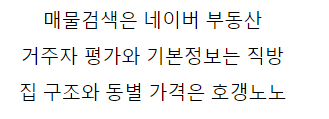 매물검색은 네이버 부동산
거주자 평가와 기본정보는 직방
집 구조와 동별 가격은 호갱노노